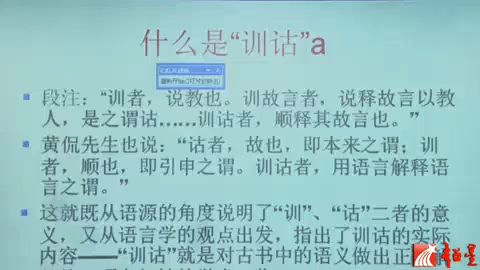 什么是“训诂”a
段注：“训者，说教也。训故言者，说释故言以教
人，是之谓诂……训诂者，顺释其故言也。”
黄侃先生也说：“诂者，故也，即本来之谓；训
者，顺也，即引申之谓。训诂者，用语言解释语
言之谓。”
这就既从语源的角度说明了“训”、“诂”二者的意
义，又从语言学的观点出发，指出了训诂的实际
内容——“训诂”就是对古书中的语义做出正